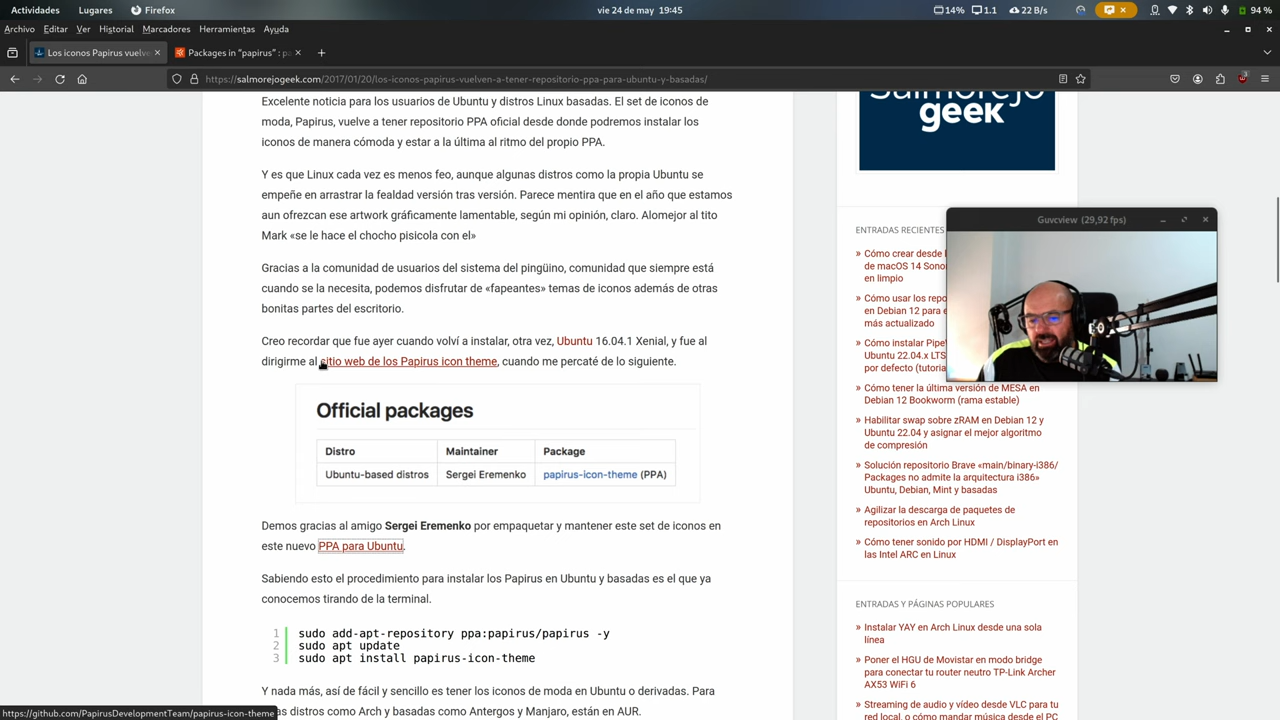 Actividades
Lugares
Firefox
vie 24 de may 19:45
14%
1.1
22 B/s
94 %
Archivo Editar Ver Historial Marcadores Herramientas Ayuda
Los iconos Papirus vuelve
Packages in “papirus” : pa
https://salmorejogeek.com/2017/01/20/los-iconos-papirus-vuelven-a-tener-repositorio-ppa-para-ubuntu-y-basadas/
Excelente noticia para los usuarios de Ubuntu y distros Linux basadas. El set de iconos de
moda, Papirus, vuelve a tener repositorio PPA oficial desde donde podremos instalar los
iconos de manera cómoda y estar a la última al ritmo del propio PPA.
Y es que Linux cada vez es menos feo, aunque algunas distros como la propia Ubuntu se
empeñe en arrastrar la fealdad versión tras versión. Parece mentira que en el año que estamos
aun ofrezcan ese artwork gráficamente lamentable, según mi opinión, claro. Alomejor al tito
Mark «se le hace el chocho pisicola con el»
Gracias a la comunidad de usuarios del sistema del pingüino, comunidad que siempre está
cuando se la necesita, podemos disfrutar de «fapeantes» temas de iconos además de otras
bonitas partes del escritorio.
Creo recordar que fue ayer cuando volví a instalar, otra vez, Ubuntu 16.04.1 Xenial, y fue al
dirigirme al sitio web de los Papirus icon theme, cuando me percaté de lo siguiente.
Official packages
Distro Maintainer Package
Ubuntu-based distros Sergei Eremenko papirus-icon-theme (PPA)
Demos gracias al amigo Sergei Eremenko por empaquetar y mantener este set de iconos en
este nuevo PPA para Ubuntu.
Sabiendo esto el procedimiento para instalar los Papirus en Ubuntu y basadas es el que ya
conocemos tirando de la terminal.
1 sudo add-apt-repository ppa:papirus/papirus -y
2 sudo apt update
3 sudo apt install papirus-icon-theme
Y nada más, así de fácil y sencillo es tener los iconos de moda en Ubuntu o derivadas. Para
as distros como Arch y basadas como Antergos y Manjaro, están en AUR.
https://github.com/PapirusDevelopmentTeam/papirus-icon-theme
Salmorejo
geek
Guvcview (29,92 fps)
ENTRADAS RECIENTES
» Cómo crear desde
de macOS 14 Sono
en limpio
» Cómo usar los repo
en Debian 12 para e
más actualizado
» Cómo instalar Pipe
Ubuntu 22.04.x LTS
por defecto (tutoria
» Cómo tener la última versión de MESA en
Debian 12 Bookworm (rama estable)
» Habilitar swap sobre zRAM en Debian 12 y
Ubuntu 22.04 y asignar el mejor algoritmo
de compresión
» Solución repositorio Brave «main/binary-i386/
Packages no admite la arquitectura i386»
Ubuntu, Debian, Mint y basadas
» Agilizar la descarga de paquetes de
repositorios en Arch Linux
» Cómo tener sonido por HDMI / DisplayPort en
las Intel ARC en Linux
ENTRADAS Y PÁGINAS POPULARES
» Instalar YAY en Arch Linux desde una sola
línea
» Poner el HGU de Movistar en modo bridge
para conectar tu router neutro TP-Link Archer
AX53 WiFi 6
» Streaming de audio y vídeo desde VLC para tu
red local, o cómo mandar música desde el PC